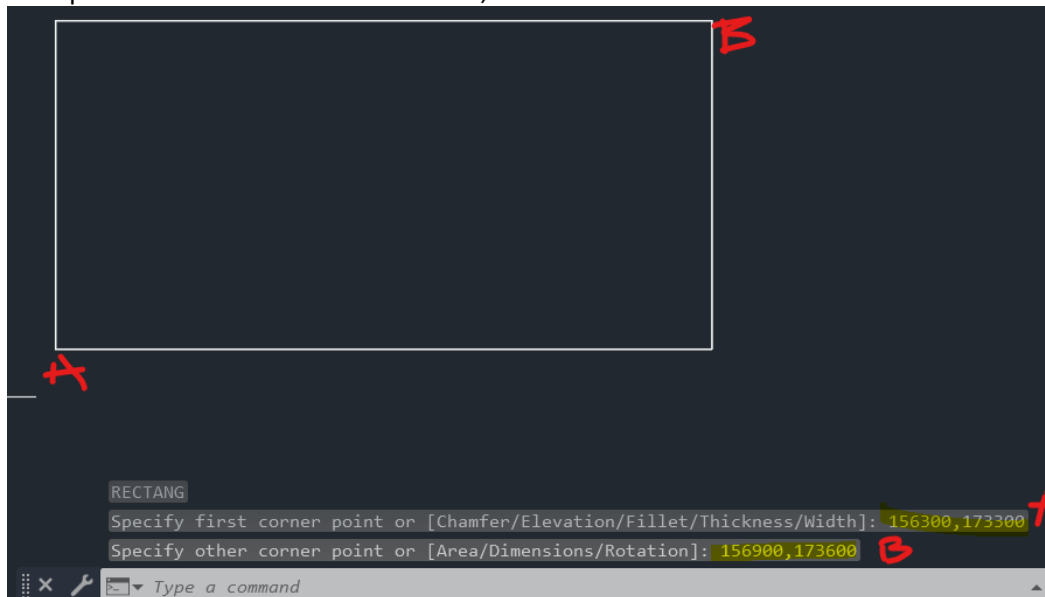 B
A
RECTANG
Specify first corner point or [Chamfer/Elevation/Fillet/Thickness/Width]: 156300,173300
Specify other corner point or [Area/Dimensions/Rotation]: 156900,173600 B
Type a command